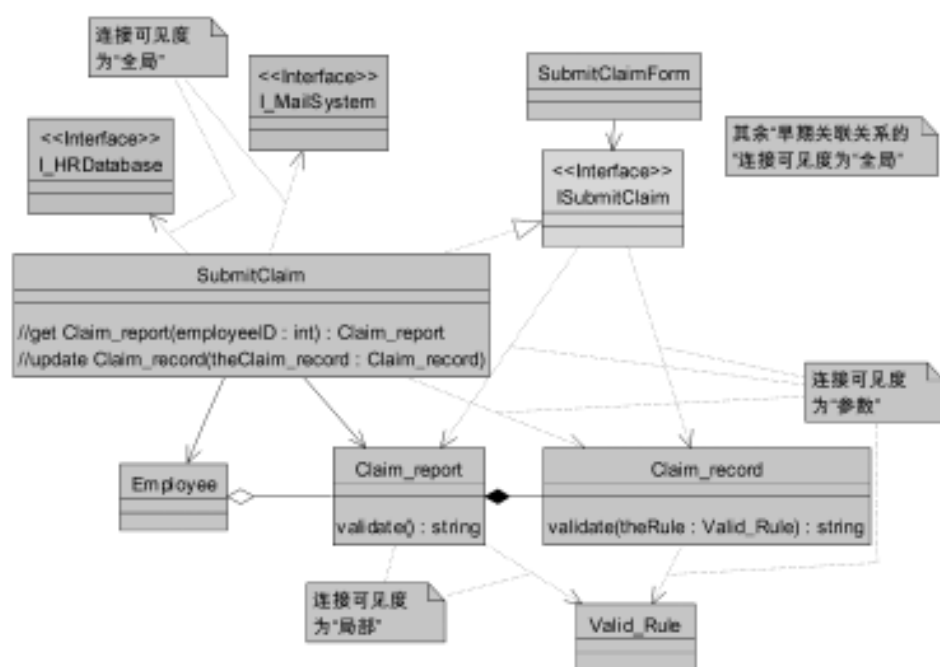 连接可见度
为“全局”
<<Interface>>
I_MailSystem
SubmitClaimForm
<<Interface>>
I_HRDatabase
其余“早期关联关系的
“连接可见度为“全局”
<<Interface>>
ISubmitClaim
SubmitClaim
//get Claim_report(employeeID : int) : Claim_report
//update Claim_record(theClaim_record : Claim_record)
连接可见度
为“参数”
Employee
Claim_report
validate() : string
Claim_record
validate(theRule : Valid_Rule) : string
连接可见度
为“局部”
Valid_Rule